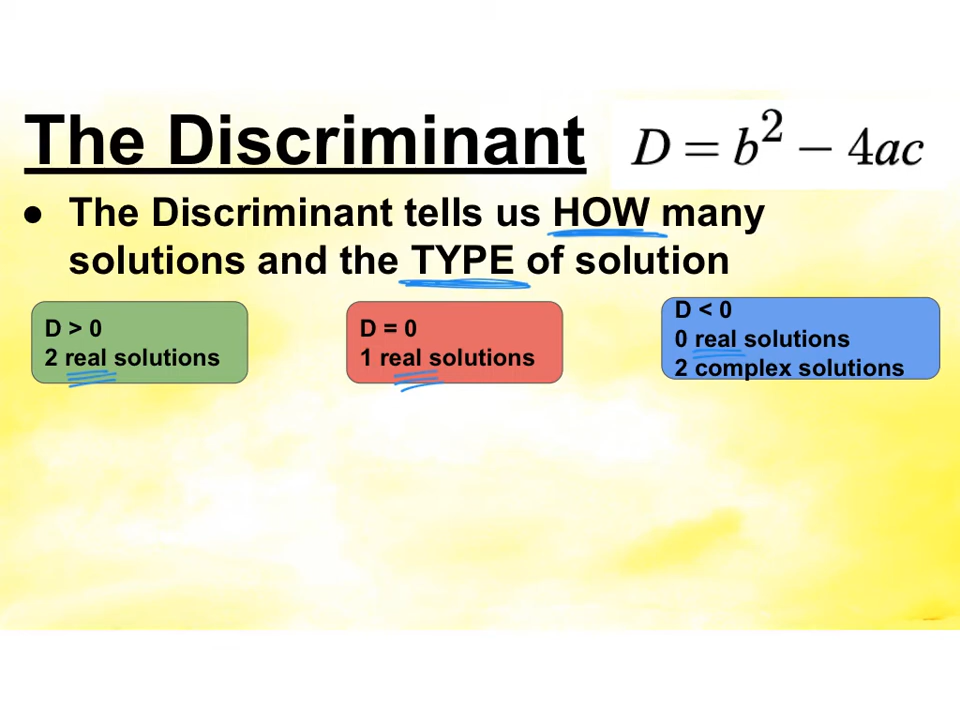 The Discriminant D = b² − 4ac
● The Discriminant tells us HOW many
solutions and the TYPE of solution
D > 0
2 real solutions
D = 0
1 real solutions
D < 0
0 real solutions
2 complex solutions